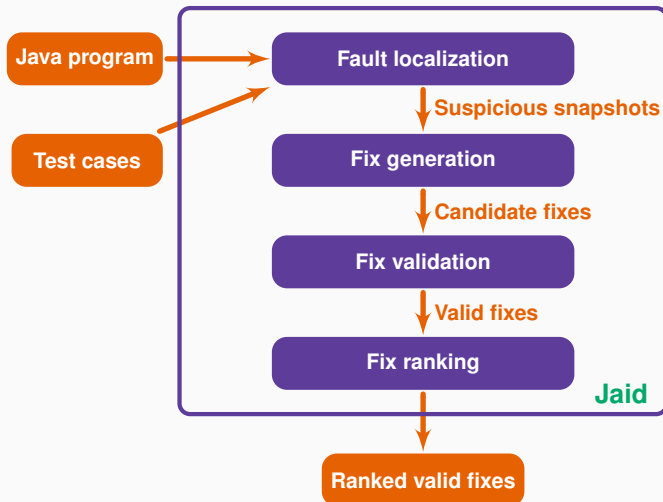 Java program
Fault localization
Suspicious snapshots
Test cases
Fix generation
Candidate fixes
Fix validation
Valid fixes
Fix ranking
Jaid
Ranked valid fixes